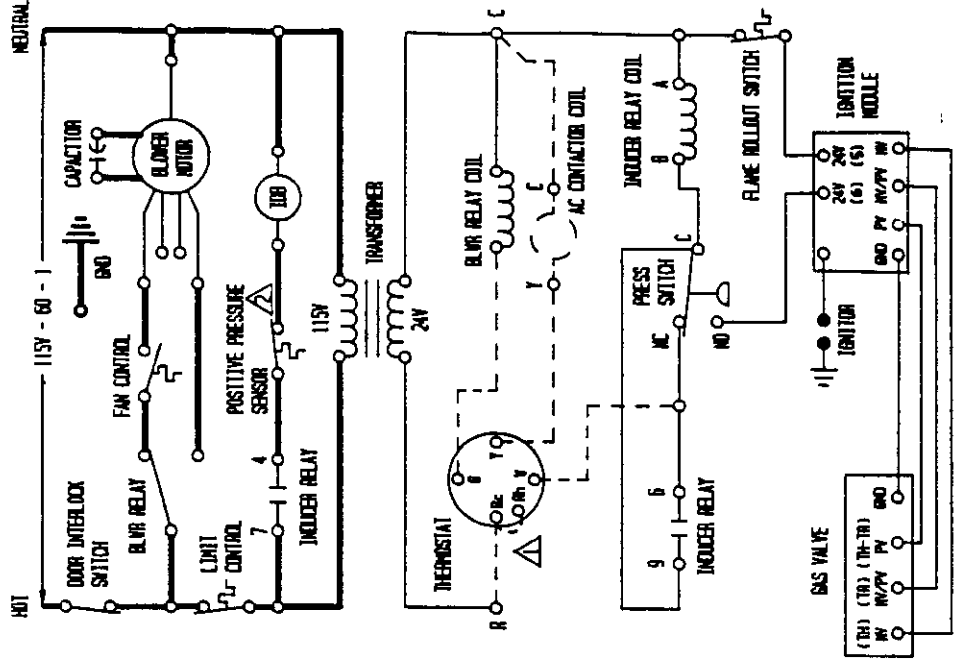 HOT
115V - 60 - 1
NEUTRAL
DOOR INTERLOCK
SWITCH
GND
CAPACITOR
FAN CONTROL
BLWR RELAY
BLOWER
MOTOR
LIMIT
CONTROL
POSITIVE PRESSURE
SENSOR
2
7
4
IDB
INDUCER RELAY
115V
TRANSFORMER
24V
THERMOSTAT
R
G
Rc
Rh
Y
W
1
BLWR RELAY COIL
C
Y
C
AC CONTACTOR COIL
9
6
INDUCER RELAY
PRESS
SWITCH
NC
NO
C
INDUCER RELAY COIL
B
A
FLAME ROLLOUT SWITCH
IGNITION
MODULE
24V
(6)
24V
(5)
GND
PV
MV/PV
MV
IGNITOR
GAS VALVE
(TH)
(TR)
(TH-TR)
MV
MV/PV
PV
GND